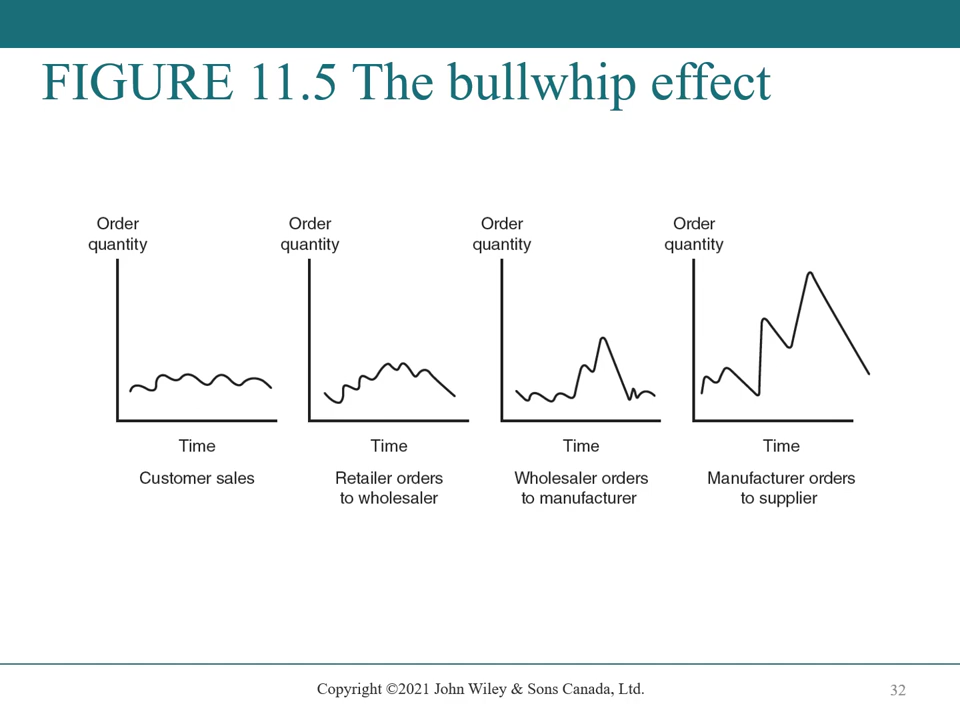 FIGURE 11.5 The bullwhip effect
Order
quantity
Order
quantity
Order
quantity
Order
quantity
Time
Time
Time
Time
Customer sales
Retailer orders
to wholesaler
Wholesaler orders
to manufacturer
Manufacturer orders
to supplier
Copyright ©2021 John Wiley & Sons Canada, Ltd.
32